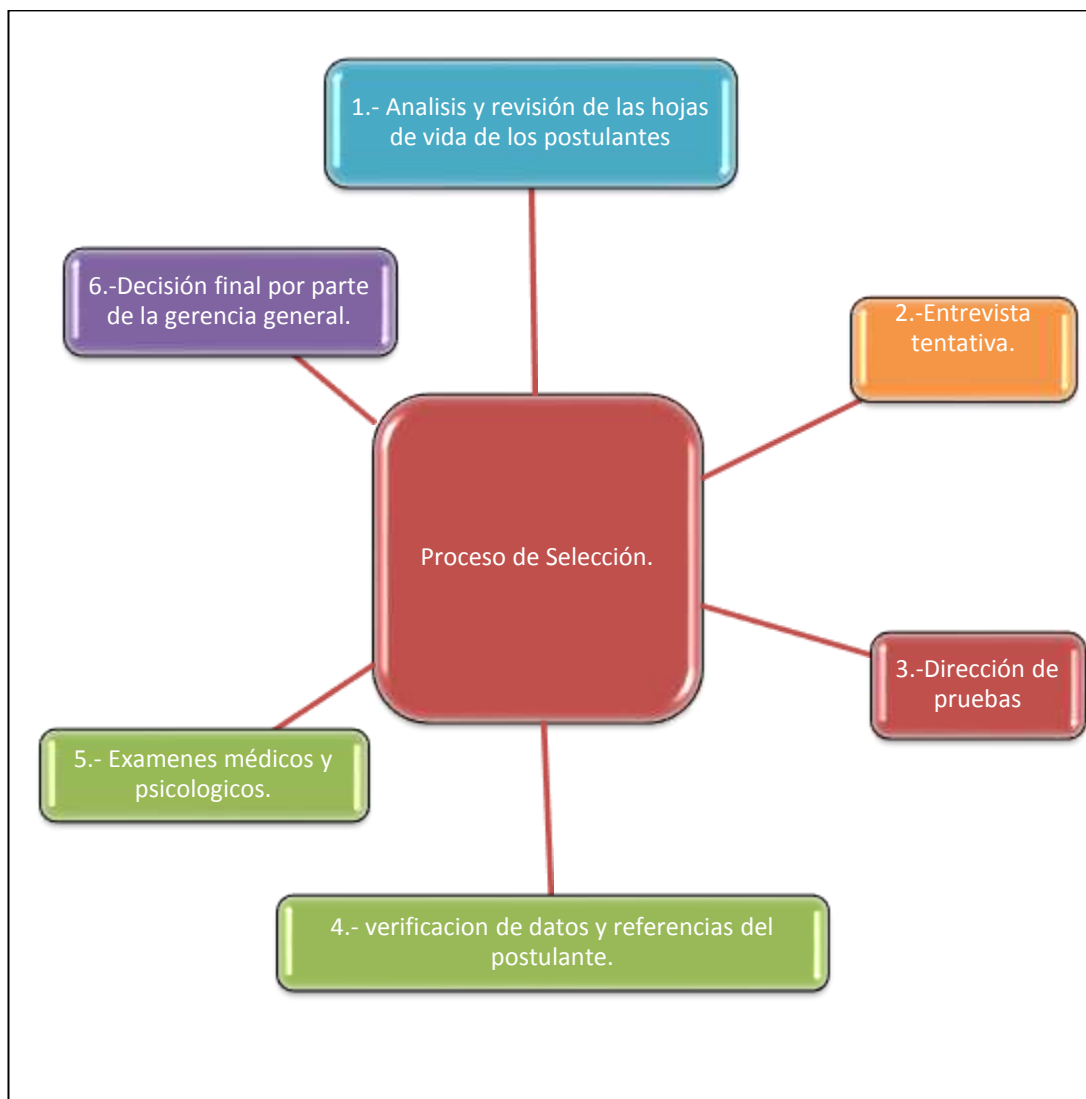 1.- Analisis y revisión de las hojas
de vida de los postulantes
6.-Decisión final por parte
de la gerencia general.
2.-Entrevista
tentativa.
Proceso de Selección.
3.-Dirección de
pruebas
5.- Examenes médicos y
psicologicos.
4.- verificacion de datos y referencias del
postulante.